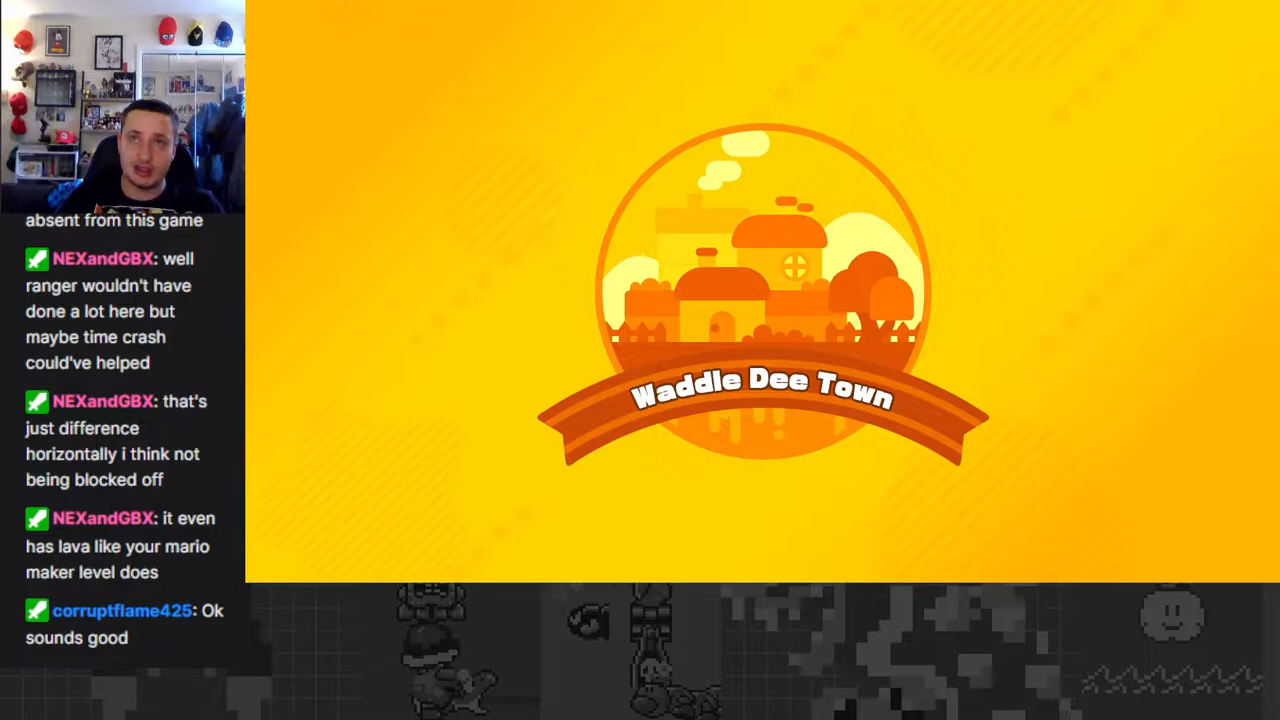 absent from this game
NEXandGBX: well
ranger wouldn't have
done a lot here but
maybe time crash
could've helped
NEXandGBX: that's
just difference
horizontally i think not
being blocked off
NEXandGBX: it even
has lava like your mario
maker level does
corruptflame425: Ok
sounds good
Waddle Dee Town